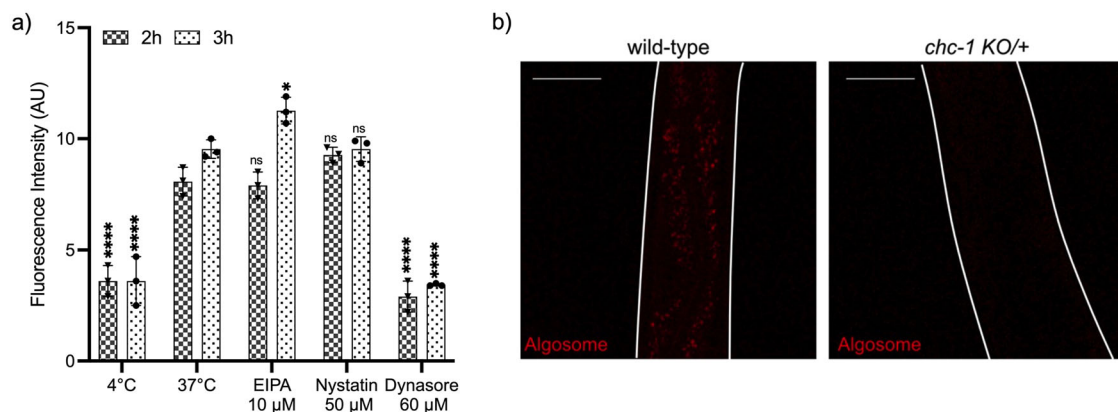 a)
2h 3h
Fluorescence Intensity (AU)
15
10
5
0
****
****
ns
*
ns
ns
****
****
4°C
37°C
EIPA
10 μM
Nystatin
50 μM
Dynasore
60 μM
b)
wild-type
chc-1 KO/+
Algosome
Algosome